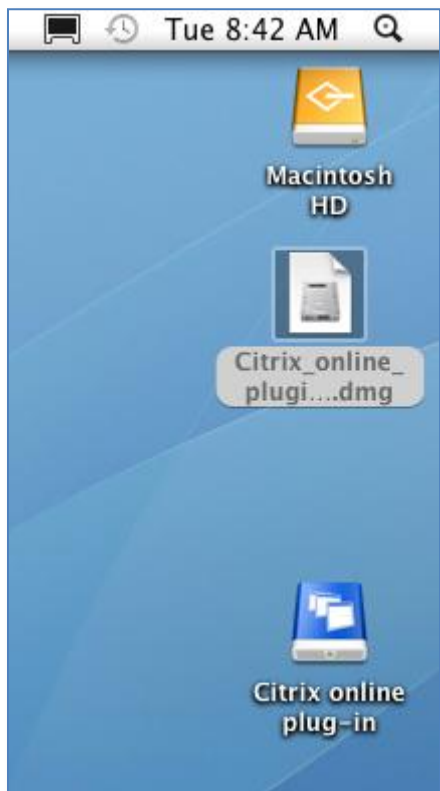 Tue 8:42 AM
Macintosh
HD
Citrix_online_
plugi....dmg
Citrix online
plug-in